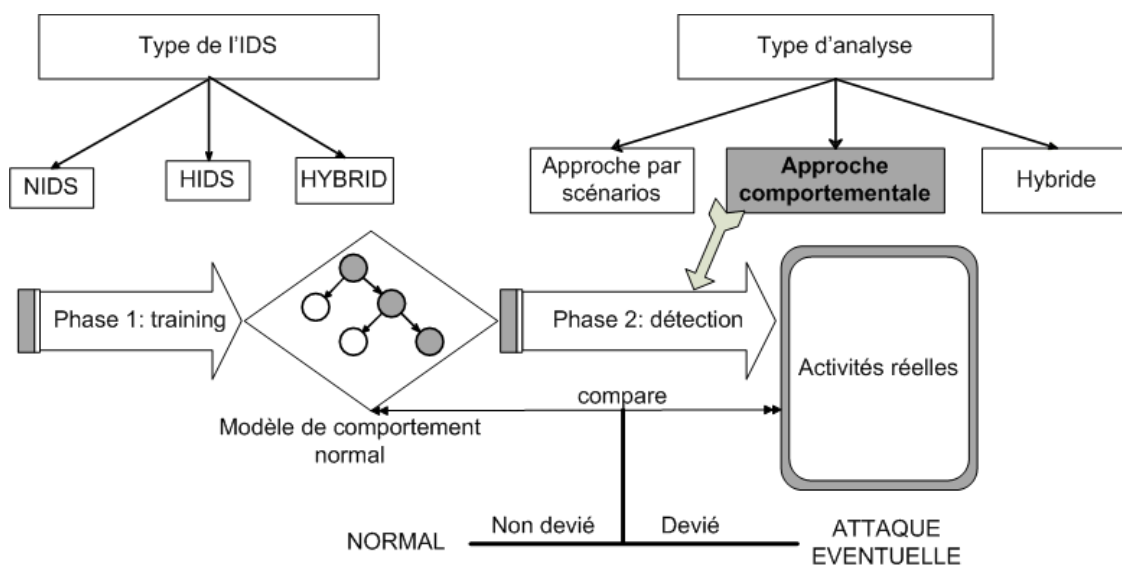 Type de l'IDS
Type d'analyse
NIDS
HIDS
HYBRID
Approche par
scénarios
Approche
comportementale
Hybride
Phase 1: training
Phase 2: détection
Activités réelles
compare
Modèle de comportement
normal
NORMAL
Non devié
Devié
ATTAQUE
EVENTUELLE